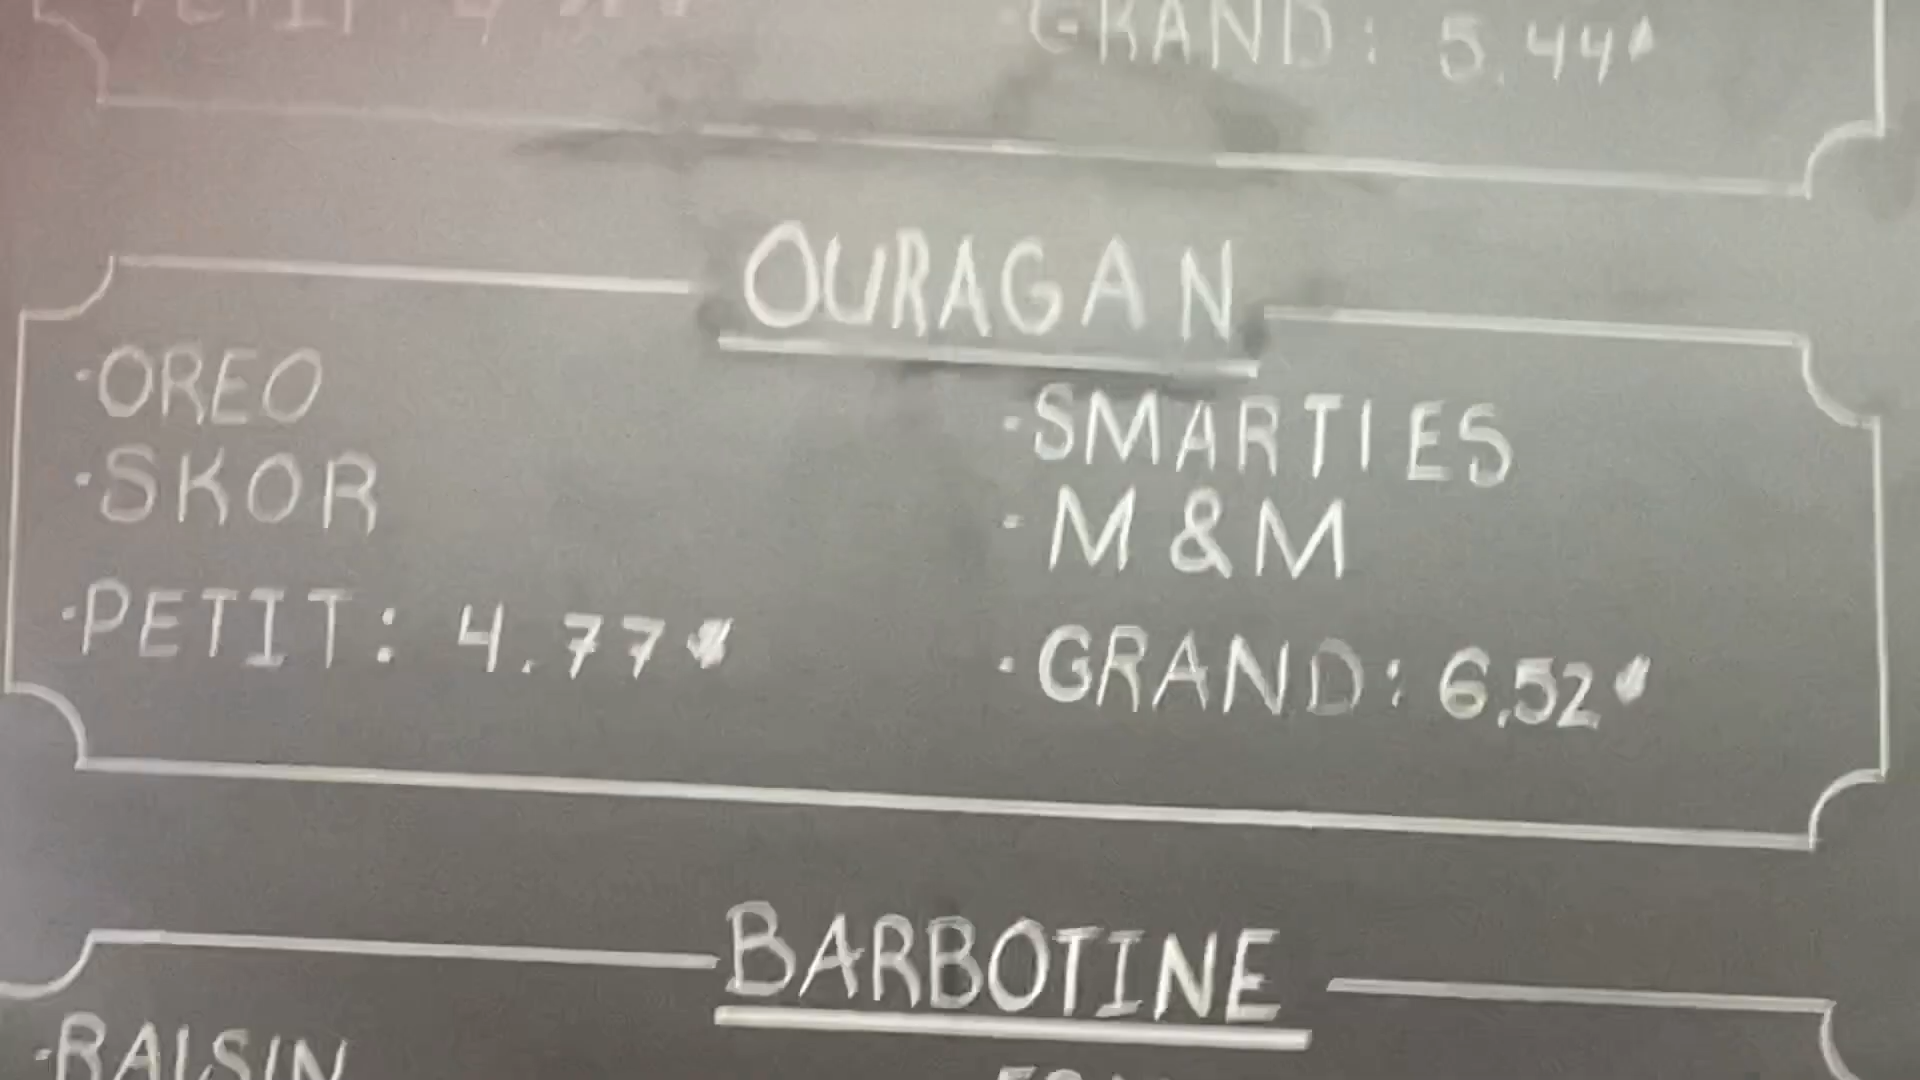 GRAND: 5.44$
OURAGAN
·OREO
·SKOR
·SMARTIES
·M&M
·PETIT: 4.77$
·GRAND: 6.52$
BARBOTINE
·RAISIN